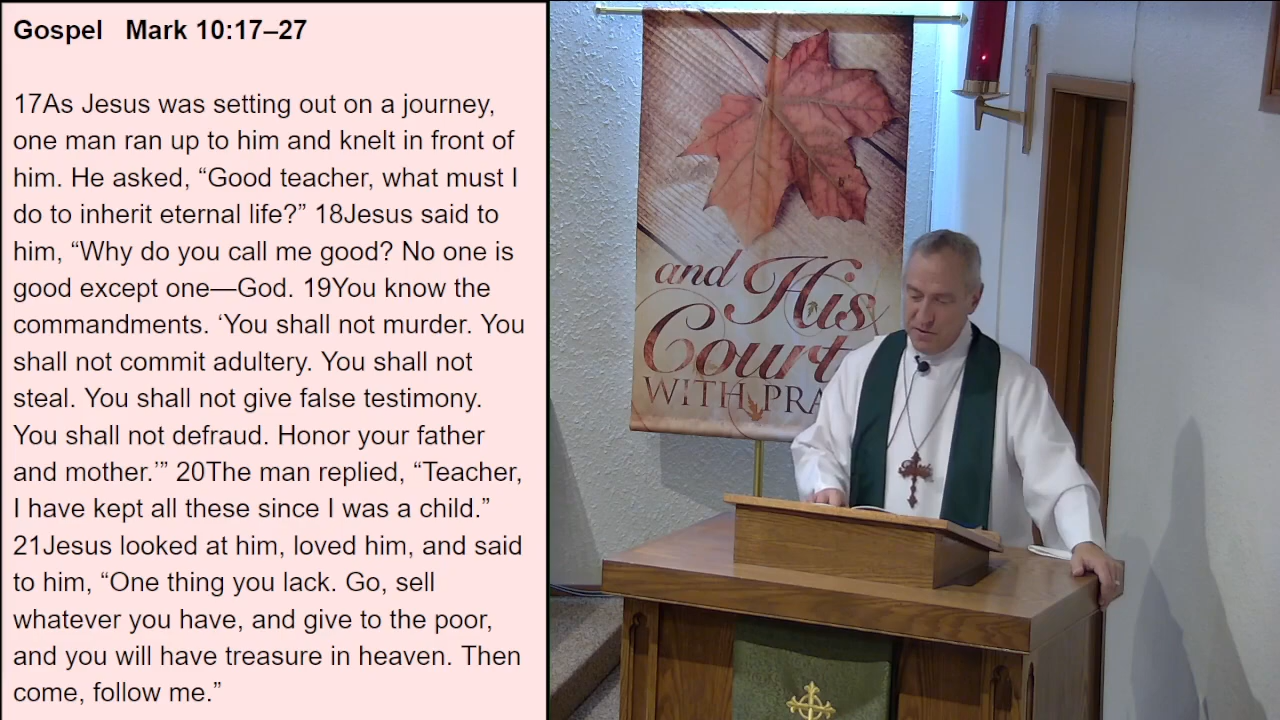 Gospel Mark 10:17–27
17As Jesus was setting out on a journey,
one man ran up to him and knelt in front of
him. He asked, “Good teacher, what must I
do to inherit eternal life?” 18Jesus said to
him, “Why do you call me good? No one is
good except one—God. 19You know the
commandments. ‘You shall not murder. You
shall not commit adultery. You shall not
steal. You shall not give false testimony.
You shall not defraud. Honor your father
and mother.’” 20The man replied, “Teacher,
I have kept all these since I was a child.”
21Jesus looked at him, loved him, and said
to him, “One thing you lack. Go, sell
whatever you have, and give to the poor,
and you will have treasure in heaven. Then
come, follow me.”
and His
Court
WITH PRA